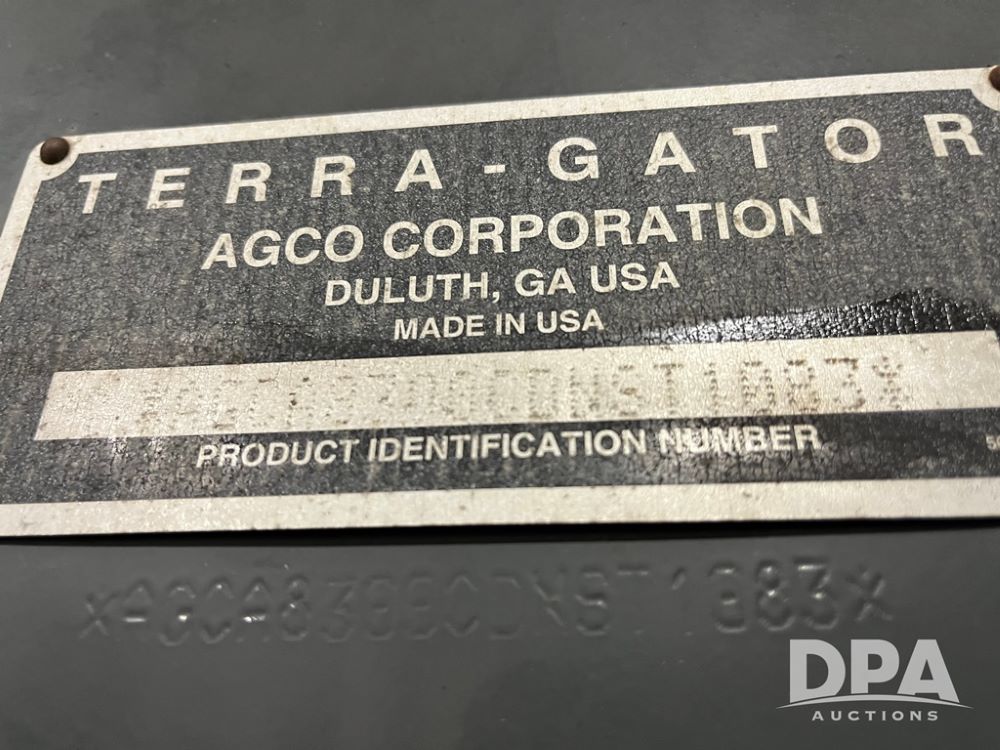 TERRA-GATOR
AGCO CORPORATION
DULUTH, GA USA
MADE IN USA
PRODUCT IDENTIFICATION NUMBER
DPA
AUCTIONS